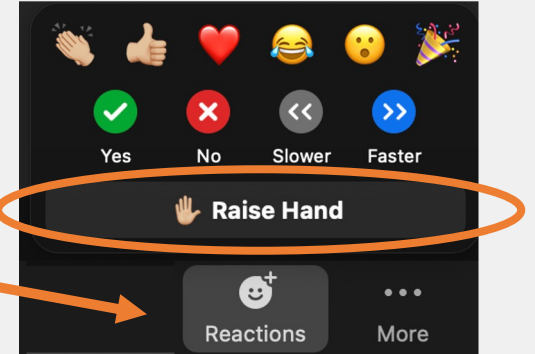 Yes No Slower Faster
Raise Hand
Reactions More